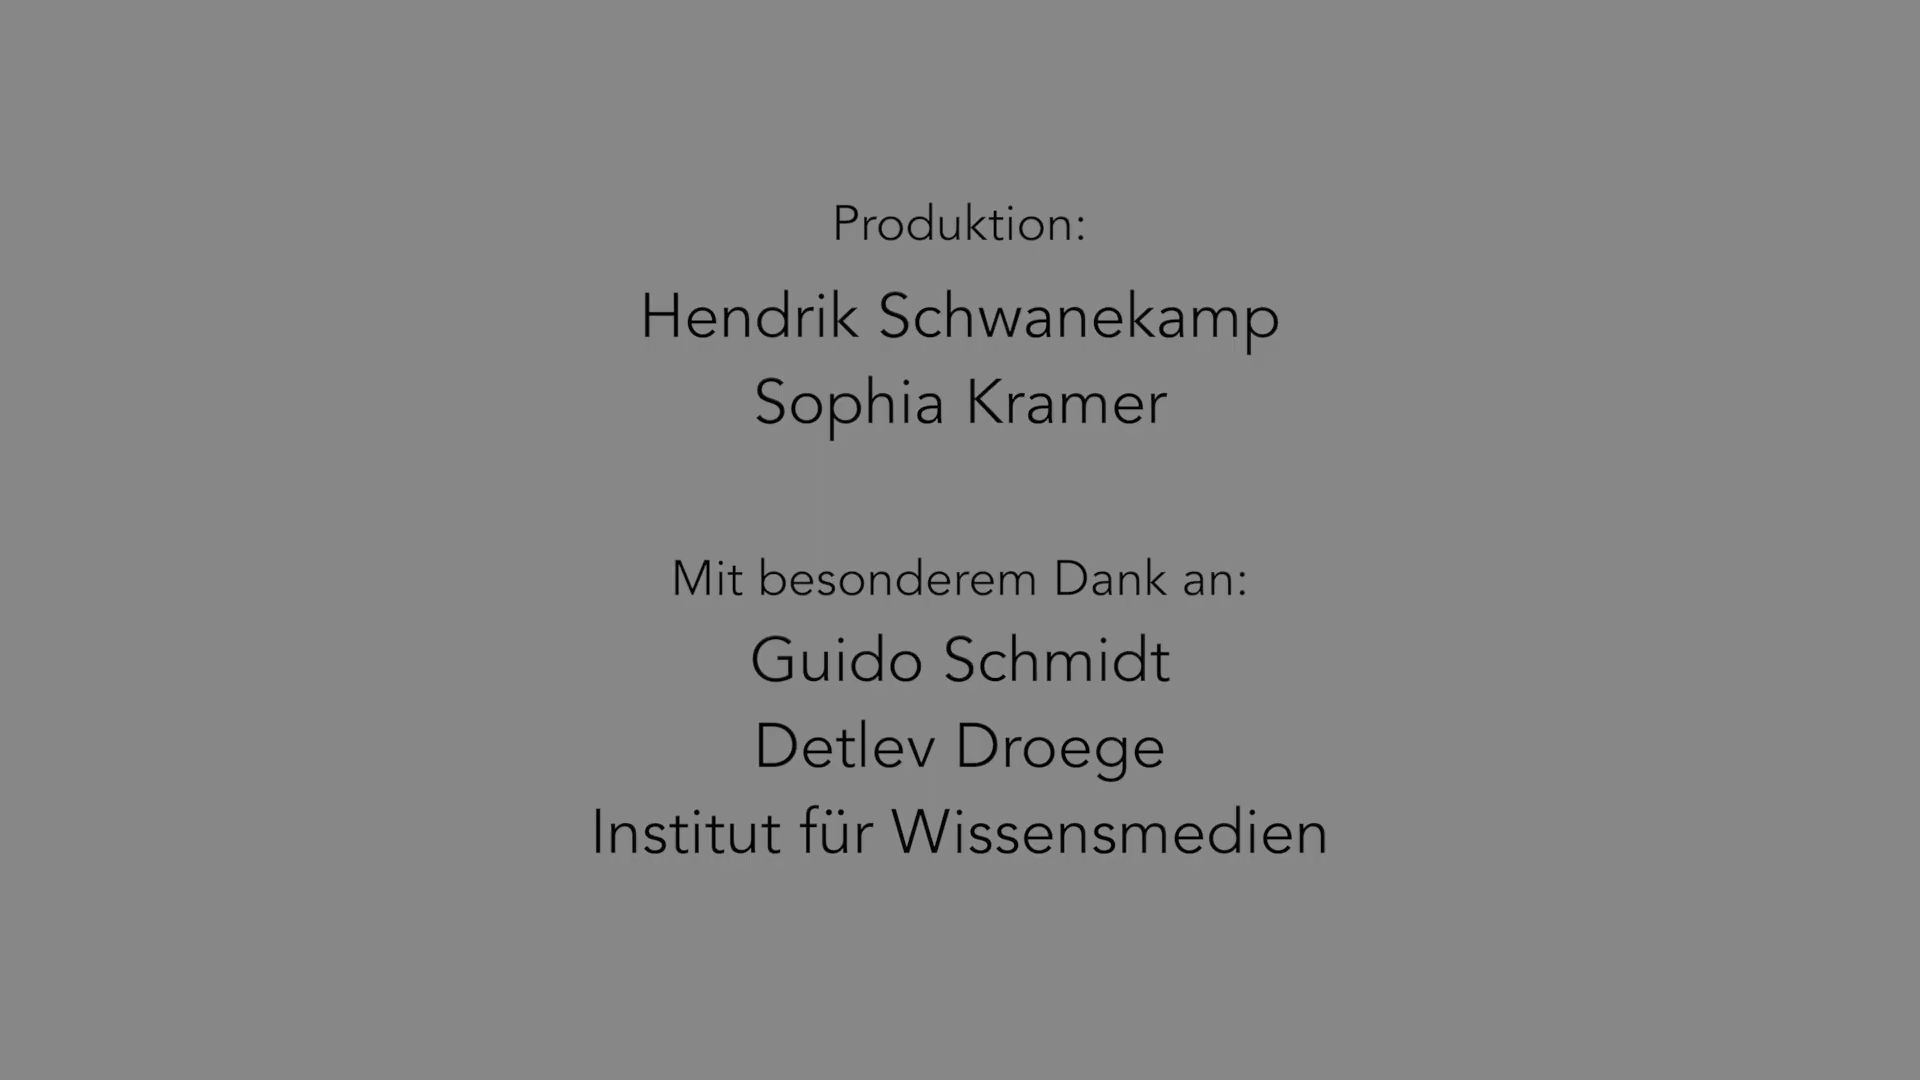 Produktion:
Hendrik Schwanekamp
Sophia Kramer
Mit besonderem Dank an:
Guido Schmidt
Detlev Droege
Institut für Wissensmedien